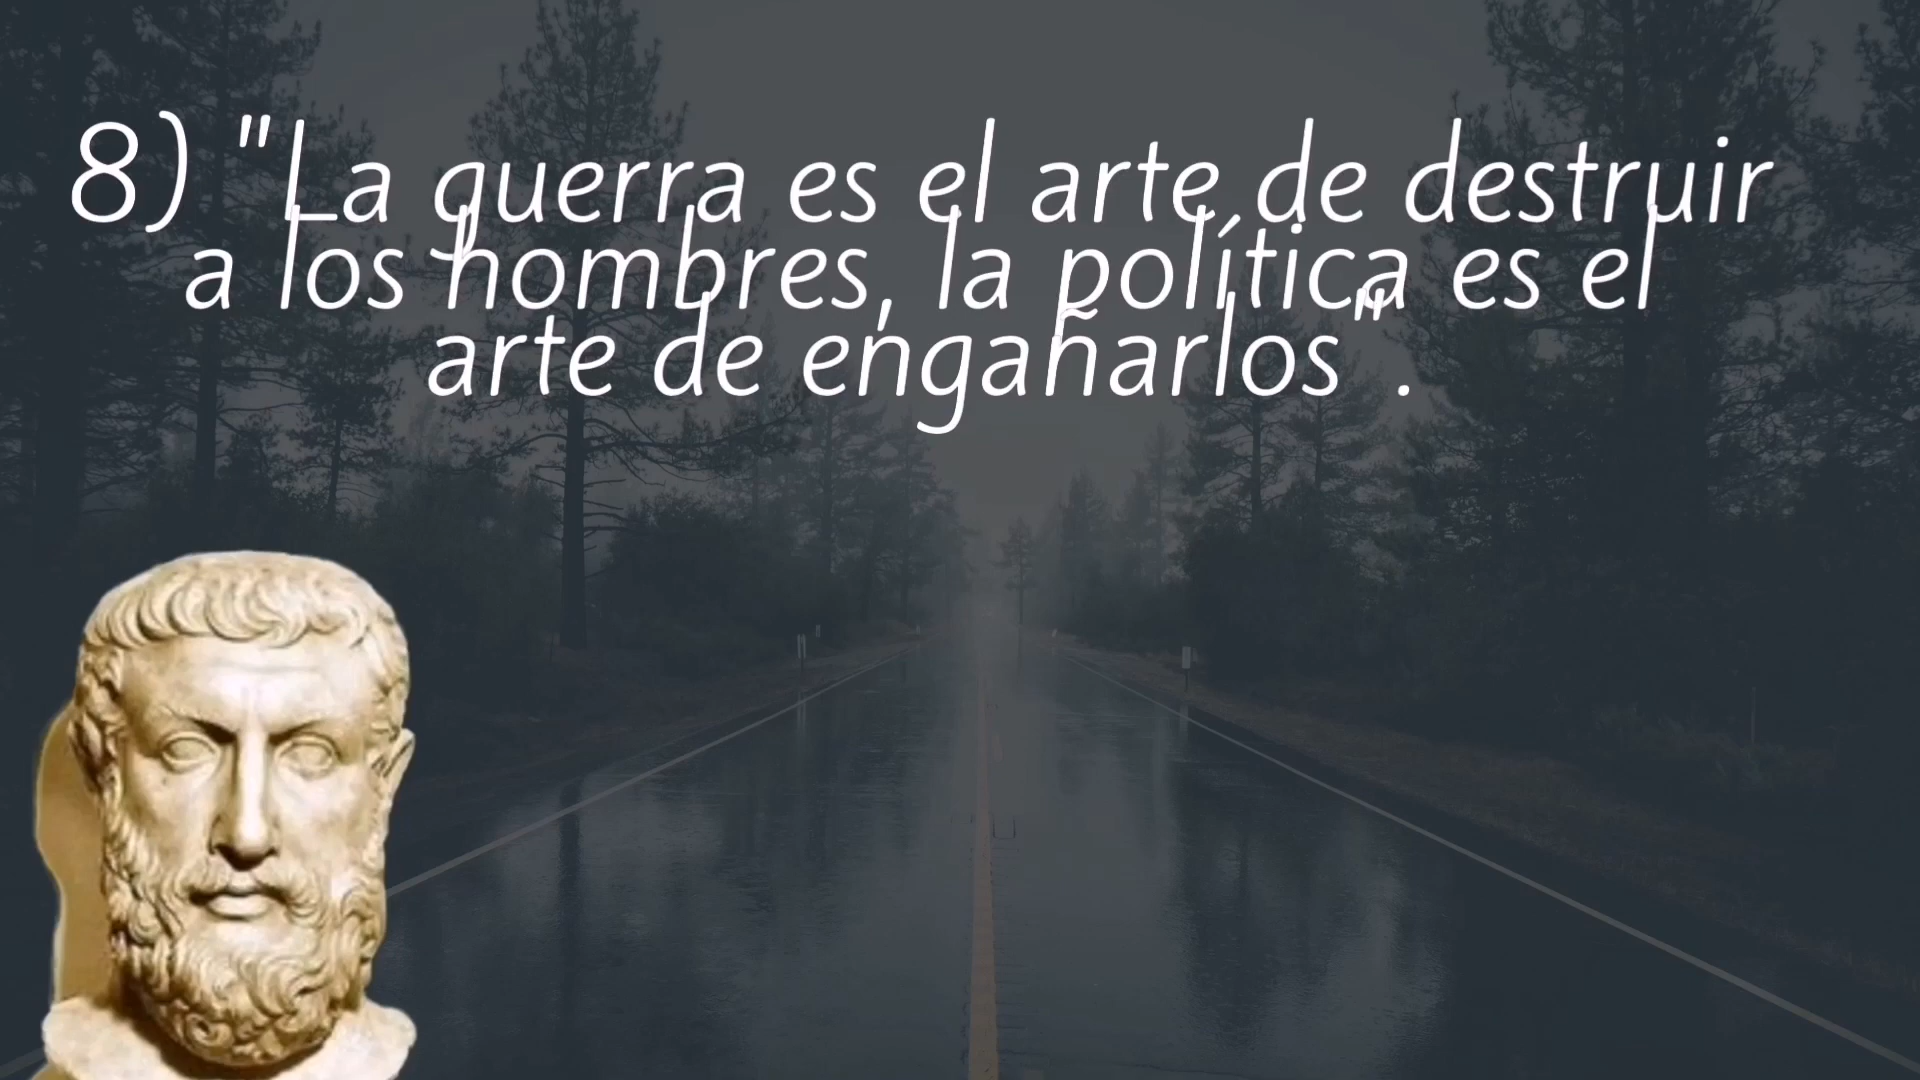 8) "La guerra es el arte de destruir
a los hombres, la política es el
arte de engañarlos".